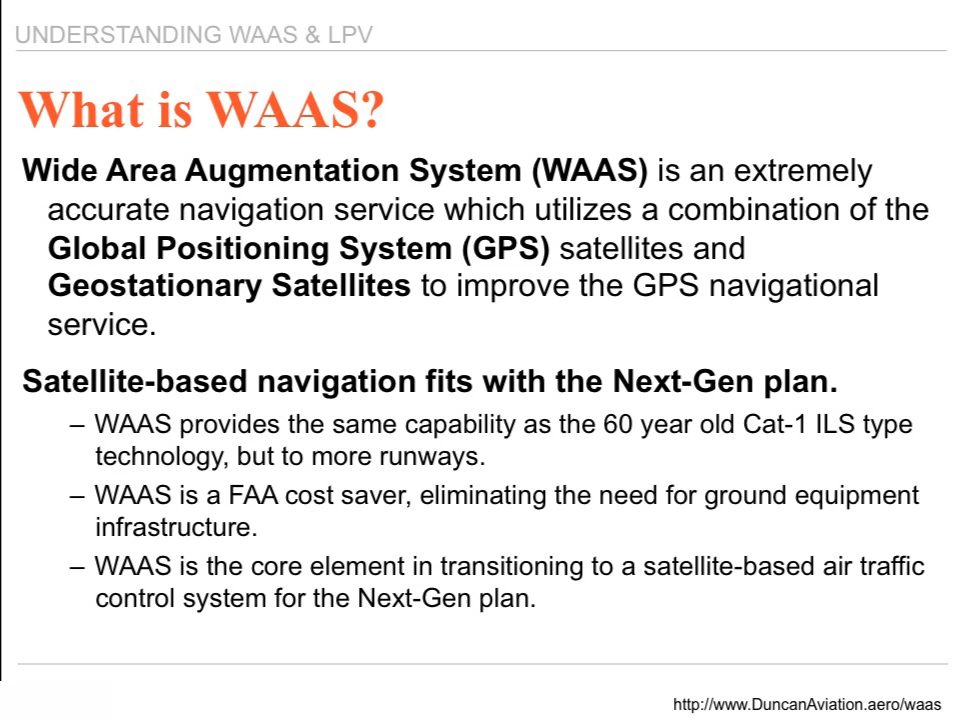 UNDERSTANDING WAAS & LPV
What is WAAS?
Wide Area Augmentation System (WAAS) is an extremely
accurate navigation service which utilizes a combination of the
Global Positioning System (GPS) satellites and
Geostationary Satellites to improve the GPS navigational
service.
Satellite-based navigation fits with the Next-Gen plan.
– WAAS provides the same capability as the 60 year old Cat-1 ILS type
technology, but to more runways.
– WAAS is a FAA cost saver, eliminating the need for ground equipment
infrastructure.
– WAAS is the core element in transitioning to a satellite-based air traffic
control system for the Next-Gen plan.
http://www.DuncanAviation.aero/waas